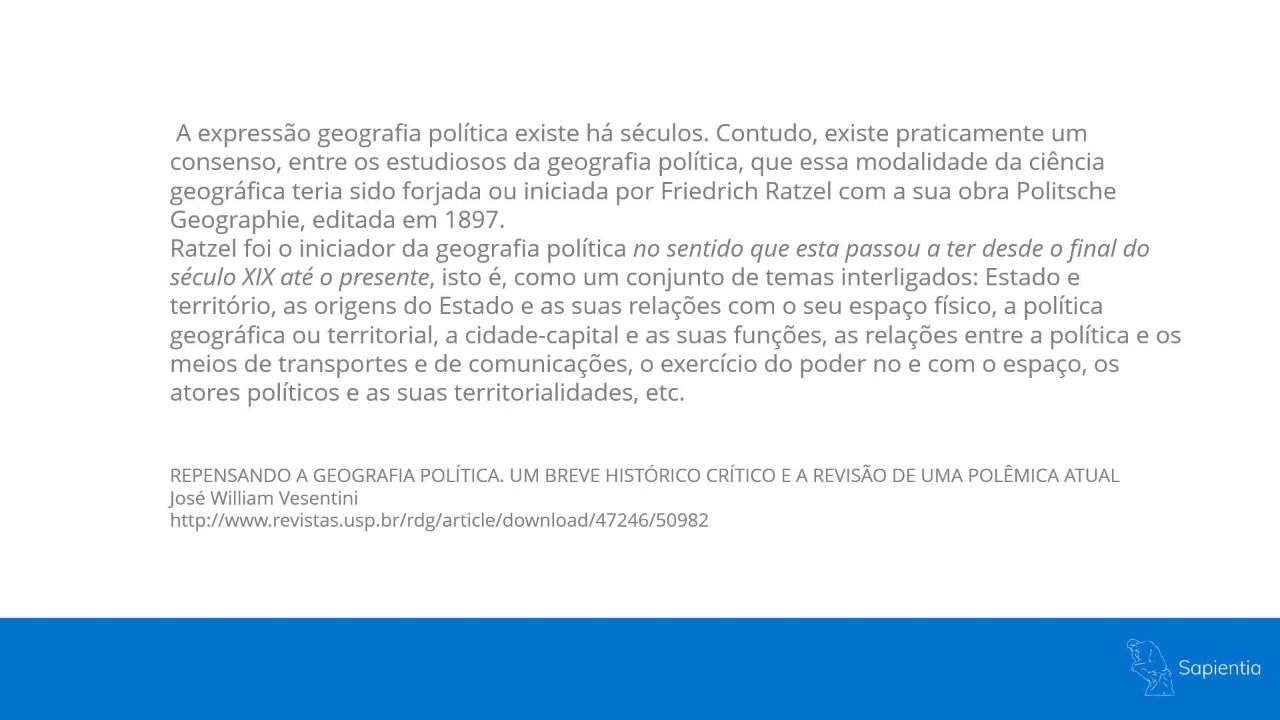 A expressão geografia política existe há séculos. Contudo, existe praticamente um
consenso, entre os estudiosos da geografia política, que essa modalidade da ciência
geográfica teria sido forjada ou iniciada por Friedrich Ratzel com a sua obra Politsche
Geographie, editada em 1897.
Ratzel foi o iniciador da geografia política no sentido que esta passou a ter desde o final do
século XIX até o presente, isto é, como um conjunto de temas interligados: Estado e
território, as origens do Estado e as suas relações com o seu espaço físico, a política
geográfica ou territorial, a cidade-capital e as suas funções, as relações entre a política e os
meios de transportes e de comunicações, o exercício do poder no e com o espaço, os
atores políticos e as suas territorialidades, etc.
REPENSANDO A GEOGRAFIA POLÍTICA. UM BREVE HISTÓRICO CRÍTICO E A REVISÃO DE UMA POLÊMICA ATUAL
José William Vesentini
http://www.revistas.usp.br/rdg/article/download/47246/50982
Sapientia